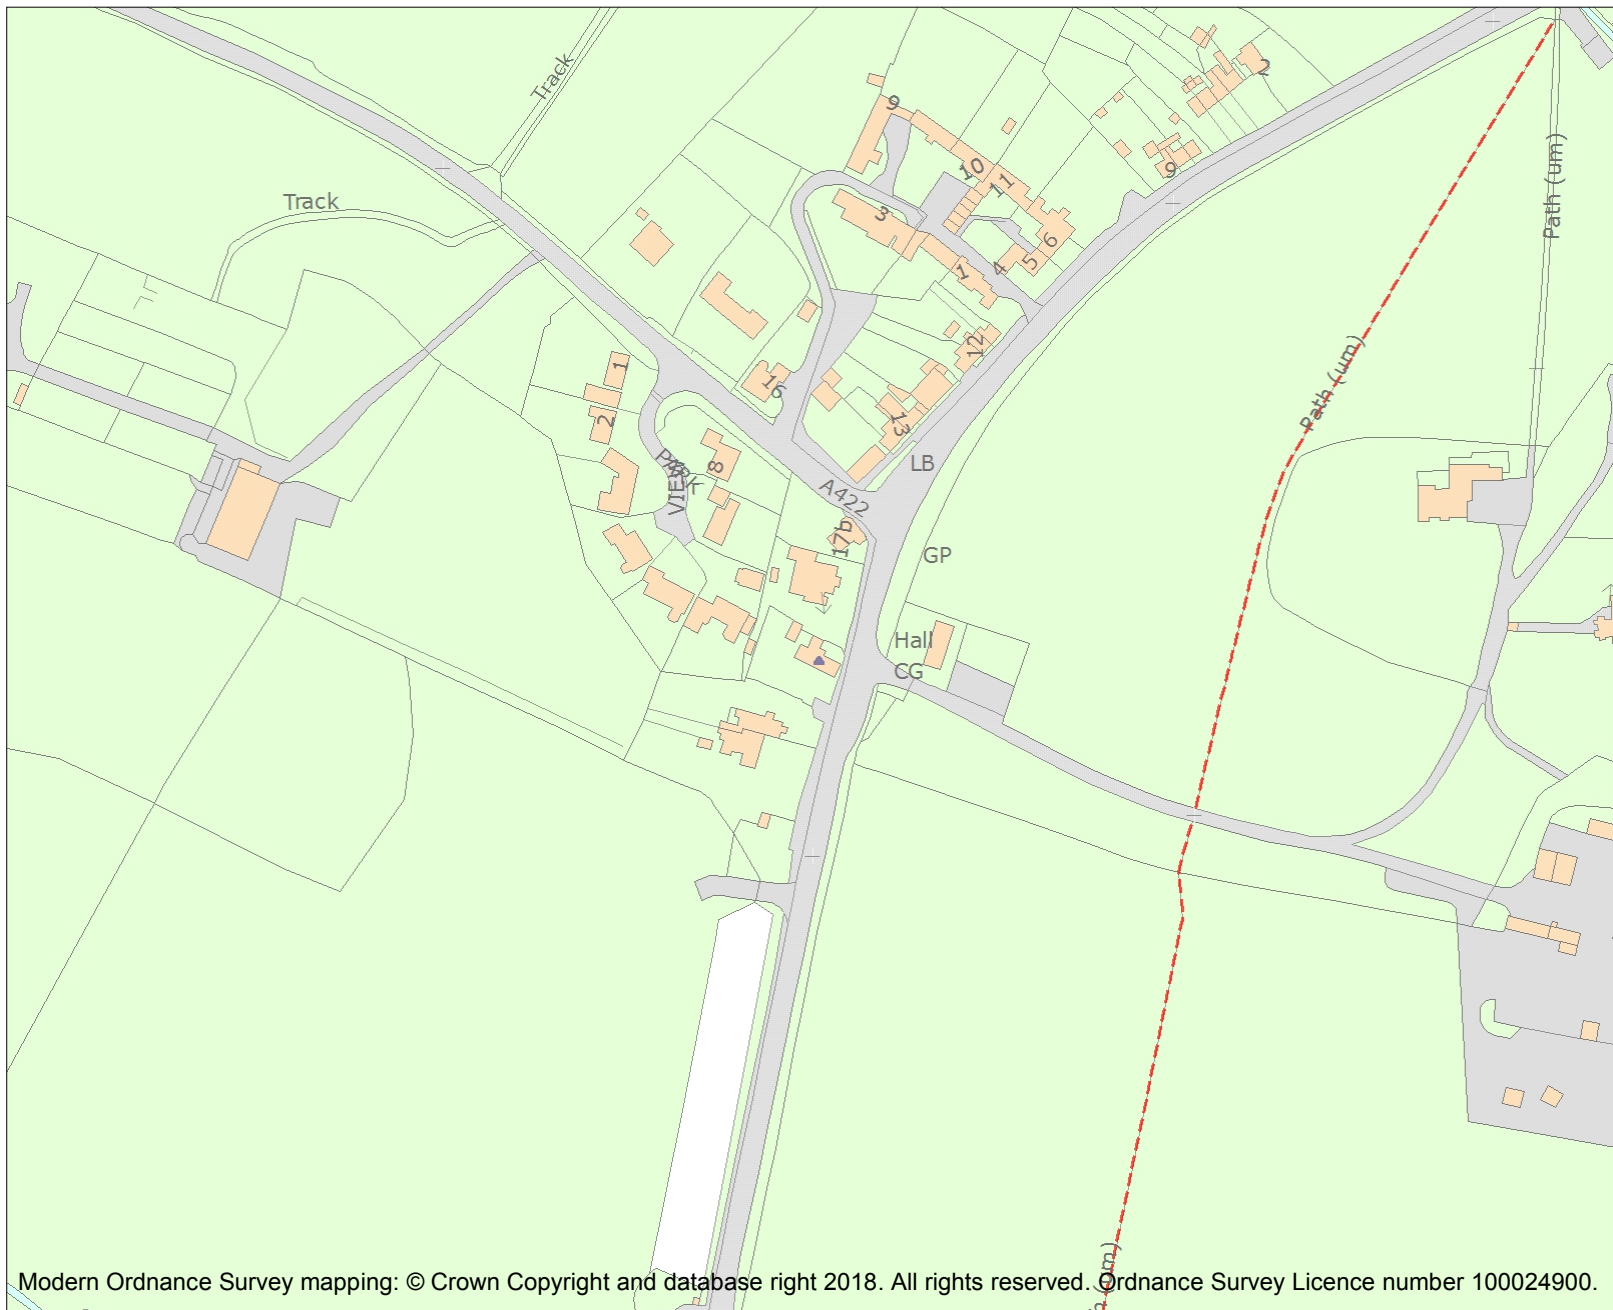 Track
2
9
Path (um)
10
11
9
Track
3
6
5
4
1
12
Path (um)
1
16
2
13
8
LB
PARK
VIEW
A422
17b
GP
Hall
CG
(um)
Modern Ordnance Survey mapping: © Crown Copyright and database right 2018. All rights reserved. Ordnance Survey Licence number 100024900.